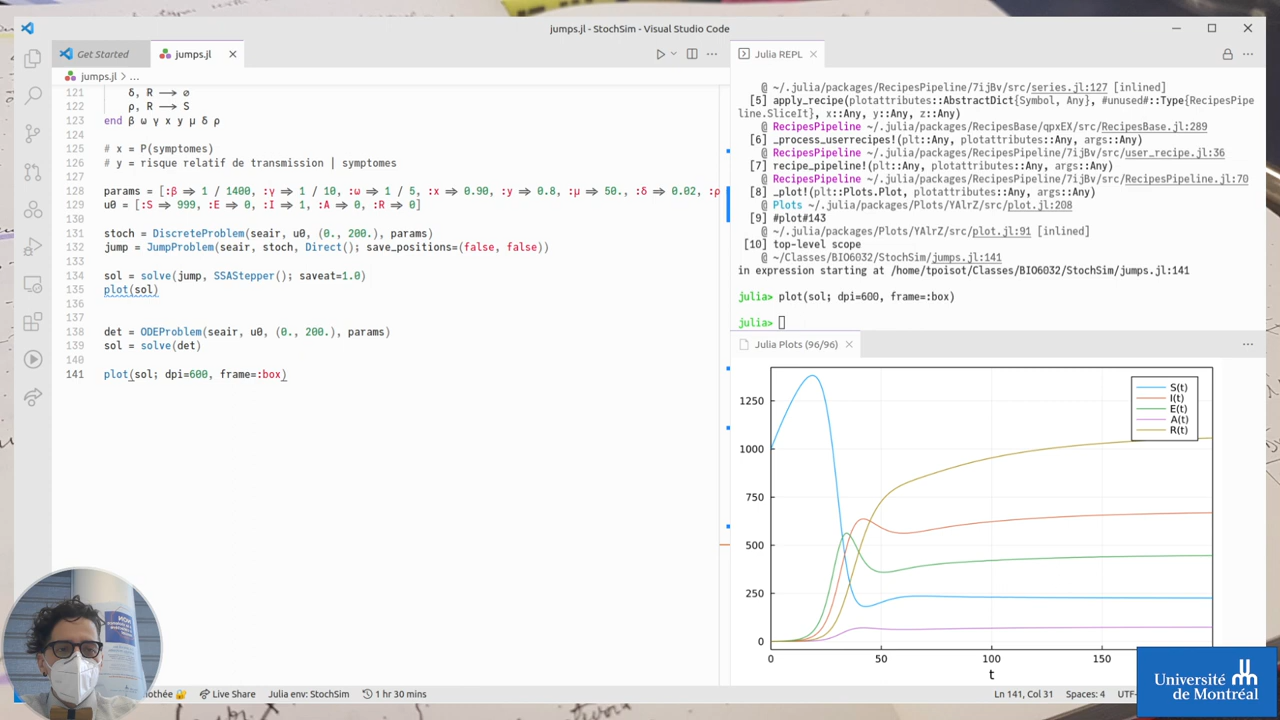 jumps.jl - StochSim - Visual Studio Code
Get Started
jumps.jl
jumps.jl > ...
121 δ, R ⟶ ∅
122 ρ, R ⟶ S
123 end β ω γ x y μ δ ρ
124
125 # x = P(symptomes)
126 # y = risque relatif de transmission | symptomes
127
128 params = [:β => 1 / 1400, :γ => 1 / 10, :ω => 1 / 5, :x => 0.90, :y => 0.8, :μ => 50., :δ => 0.02, :ρ
129 u0 = [:S => 999, :E => 0, :I => 1, :A => 0, :R => 0]
130
131 stoch = DiscreteProblem(seair, u0, (0., 200.), params)
132 jump = JumpProblem(seair, stoch, Direct(); save_positions=(false, false))
133
134 sol = solve(jump, SSAStepper(); saveat=1.0)
135 plot(sol)
136
137
138 det = ODEProblem(seair, u0, (0., 200.), params)
139 sol = solve(det)
140
141 plot(sol; dpi=600, frame=:box)
Julia REPL
@ ~/.julia/packages/RecipesPipeline/7ijBv/src/series.jl:127 [inlined]
[5] apply_recipe(plotattributes::AbstractDict{Symbol, Any}, #unused#::Type{RecipesPipe
line.SliceIt}, x::Any, y::Any, z::Any)
@ RecipesPipeline ~/.julia/packages/RecipesBase/qpxEX/src/RecipesBase.jl:289
[6] _process_userrecipes!(plt::Any, plotattributes::Any, args::Any)
@ RecipesPipeline ~/.julia/packages/RecipesPipeline/7ijBv/src/user_recipe.jl:36
[7] recipe_pipeline!(plt::Any, plotattributes::Any, args::Any)
@ RecipesPipeline ~/.julia/packages/RecipesPipeline/7ijBv/src/RecipesPipeline.jl:70
[8] _plot!(plt::Plots.Plot, plotattributes::Any, args::Any)
@ Plots ~/.julia/packages/Plots/YAlrZ/src/plot.jl:208
[9] #plot#143
@ ~/.julia/packages/Plots/YAlrZ/src/plot.jl:91 [inlined]
[10] top-level scope
@ ~/Classes/BIO6032/StochSim/jumps.jl:141
in expression starting at /home/tpoisot/Classes/BIO6032/StochSim/jumps.jl:141
julia> plot(sol; dpi=600, frame=:box)
julia>
Julia Plots (96/96)
1250
1000
750
500
250
0
0 50 100 150
t
S(t)
I(t)
E(t)
A(t)
R(t)
othée Live Share Julia env: StochSim 1 hr 30 mins
Ln 141, Col 31 Spaces: 4 UTF-
Université
de Montréal